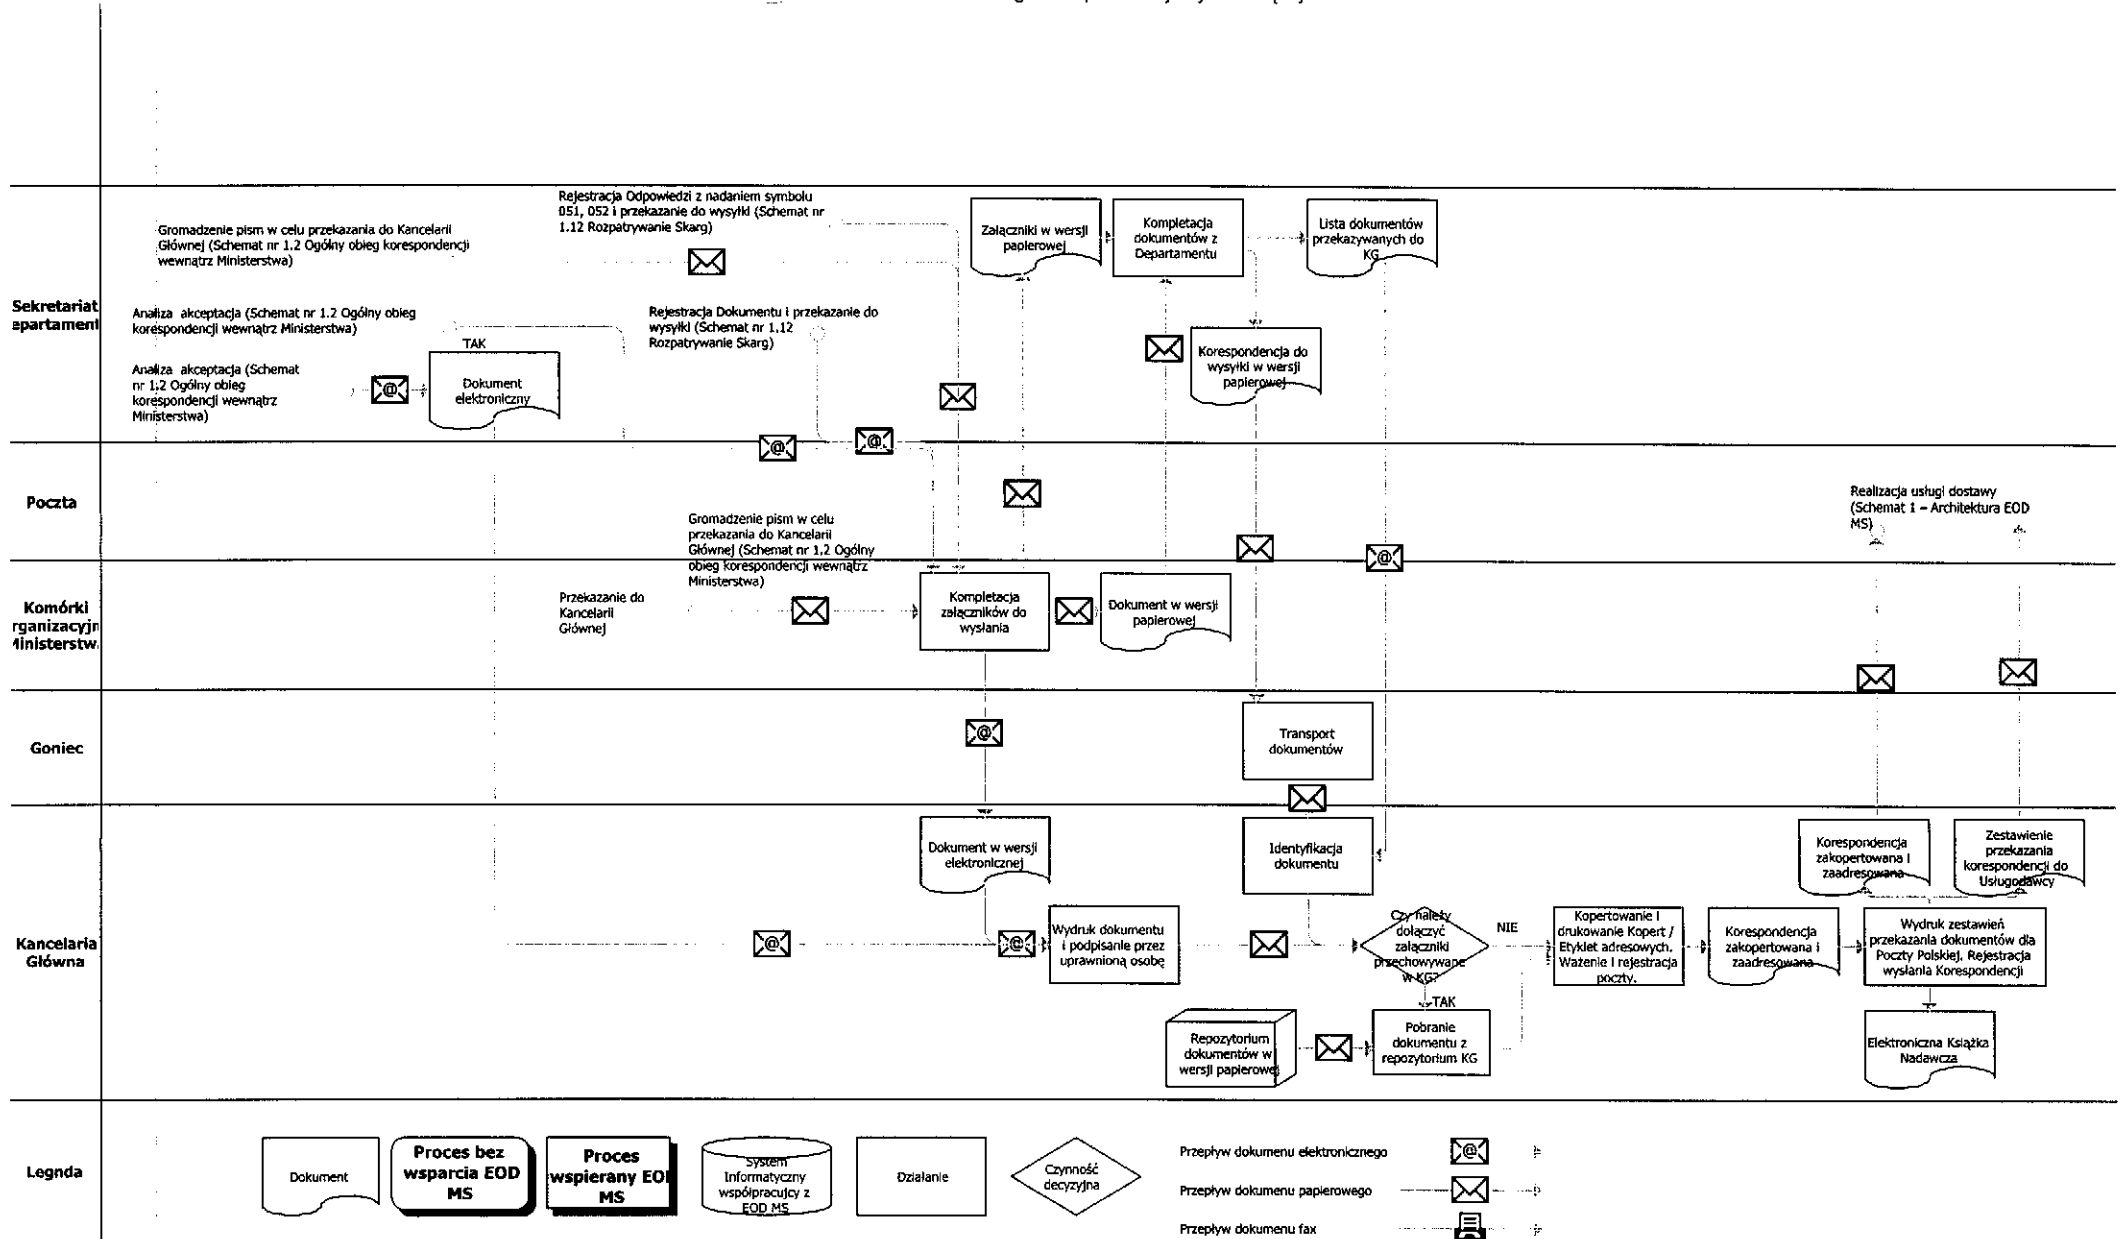 Sekretariat
epartament
Gromadzenie pism w celu przekazania do Kancelarii
Głównej (Schemat nr 1.2 Ogólny obieg korespondencji
wewnątrz Ministerstwa)
Rejestracja Odpowiedzi z nadaniem symbolu
051, 052 i przekazanie do wysyłki (Schemat nr
1.12 Rozpatrywanie Skarg)
Załączniki w wersji
papierowej
Kompletacja
dokumentów z
Departamentu
Lista dokumentów
przekazywanych do
KG
Analiza akceptacja (Schemat nr 1.2 Ogólny obieg
korespondencji wewnątrz Ministerstwa)
Rejestracja Dokumentu i przekazanie do
wysyłki (Schemat nr 1.12
Rozpatrywanie Skarg)
TAK
Analiza akceptacja (Schemat
nr 1.2 Ogólny obieg
korespondencji wewnątrz
Ministerstwa)
Dokument
elektroniczny
Korespondencja do
wysyłki w wersji
papierowej
Poczta
Realizacja usługi dostawy
(Schemat 1 – Architektura EOD
MS)
Gromadzenie pism w celu
przekazania do Kancelarii
Głównej (Schemat nr 1.2 Ogólny
obieg korespondencji wewnątrz
Ministerstwa)
Komórki
rganizacyjn
Ministerstw
Przekazanie do
Kancelarii
Głównej
Kompletacja
załączników do
wysłania
Dokument w wersji
papierowej
Goniec
Transport
dokumentów
Kancelaria
Główna
Dokument w wersji
elektronicznej
Identyfikacja
dokumentu
Korespondencja
zakopertowana i
zaadresowana
Zestawienie
przekazania
korespondencji do
Usługodawcy
Wydruk dokumentu
i podpisanie przez
uprawnioną osobę
Czy należy
dołączyć
załączniki
przechowywane
w KG?
NIE
Kopertowanie i
drukowanie Kopert /
Etykiet adresowych.
Ważenie i rejestracja
poczty.
Korespondencja
zakopertowana i
zaadresowana
Wydruk zestawień
przekazania dokumentów dla
Poczty Polskiej. Rejestracja
wysłania Korespondencji
TAK
Repozytorium
dokumentów w
wersji papierowej
Pobranie
dokumentu z
repozytorium KG
Elektroniczna Książka
Nadawcza
Legnda
Dokument
Proces bez
wsparcia EOD
MS
Proces
wspierany EOD
MS
System
Informatyczny
współpracujcy z
EOD MS
Działanie
Czynność
decyzyjna
Przepływ dokumentu elektronicznego
Przepływ dokumentu papierowego
Przepływ dokumentu fax